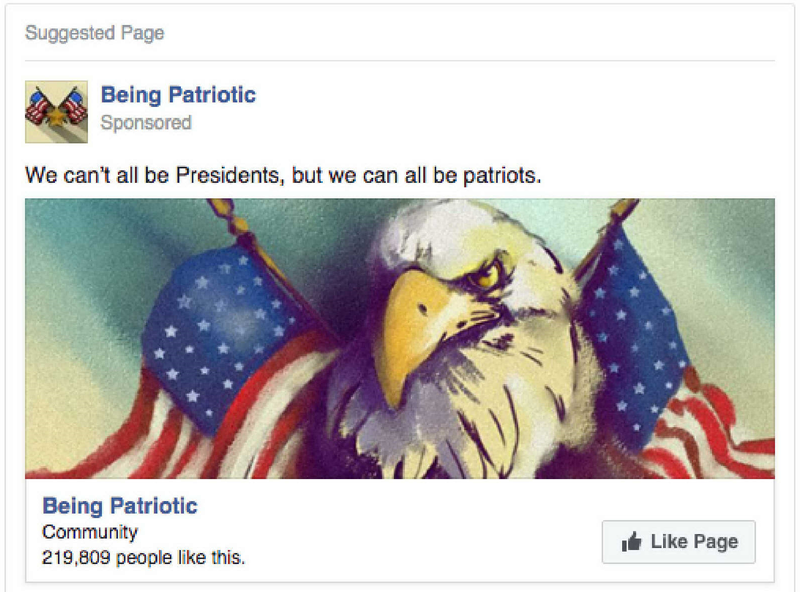 Suggested Page
Being Patriotic
Sponsored
We can't all be Presidents, but we can all be patriots.
Being Patriotic
Community
219,809 people like this.
Like Page